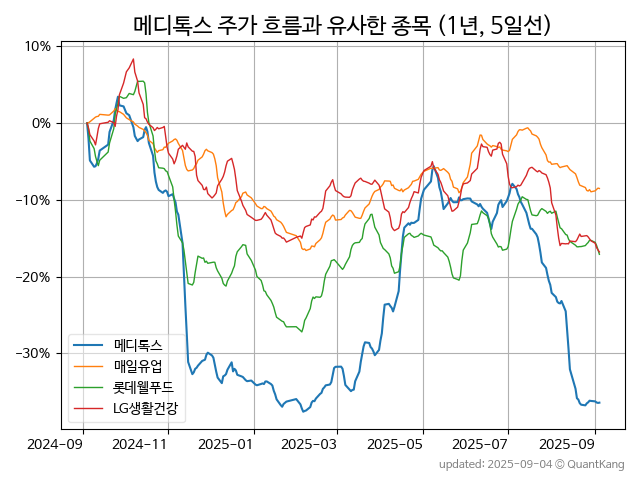 메디톡스 주가 흐름과 유사한 종목 (1년, 5일선)
10%
0%
−10%
−20%
−30%
메디톡스
매일유업
롯데웰푸드
LG생활건강
2024-09
2024-11
2025-01
2025-03
2025-05
2025-07
2025-09
updated: 2025-09-04 © QuantKang